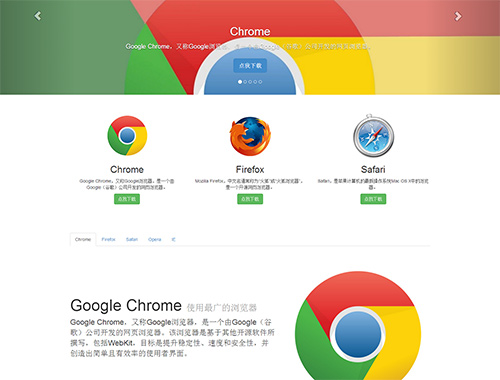 Chrome
Google Chrome，又称Google浏览器，是一个由Google（谷歌）公司开发的网页浏览器。
点我下载
Chrome
Firefox
Safari
Google Chrome，又称Google浏览器，是一个由Google（谷歌）公司开发的网页浏览器。
Mozilla Firefox，中文名通常称为“火狐”或“火狐浏览器”，是一个开源网页浏览器。
Safari，是苹果计算机的最新操作系统Mac OS X中的浏览器。
点我下载
点我下载
点我下载
Chrome
Firefox
Safari
Opera
IE
Google Chrome 使用最广的浏览器
Google Chrome，又称Google浏览器，是一个由Google（谷
歌）公司开发的网页浏览器。该浏览器是基于其他开源软件所
撰写，包括WebKit，目标是提升稳定性、速度和安全性，并
创造出简单且有效率的使用者界面。